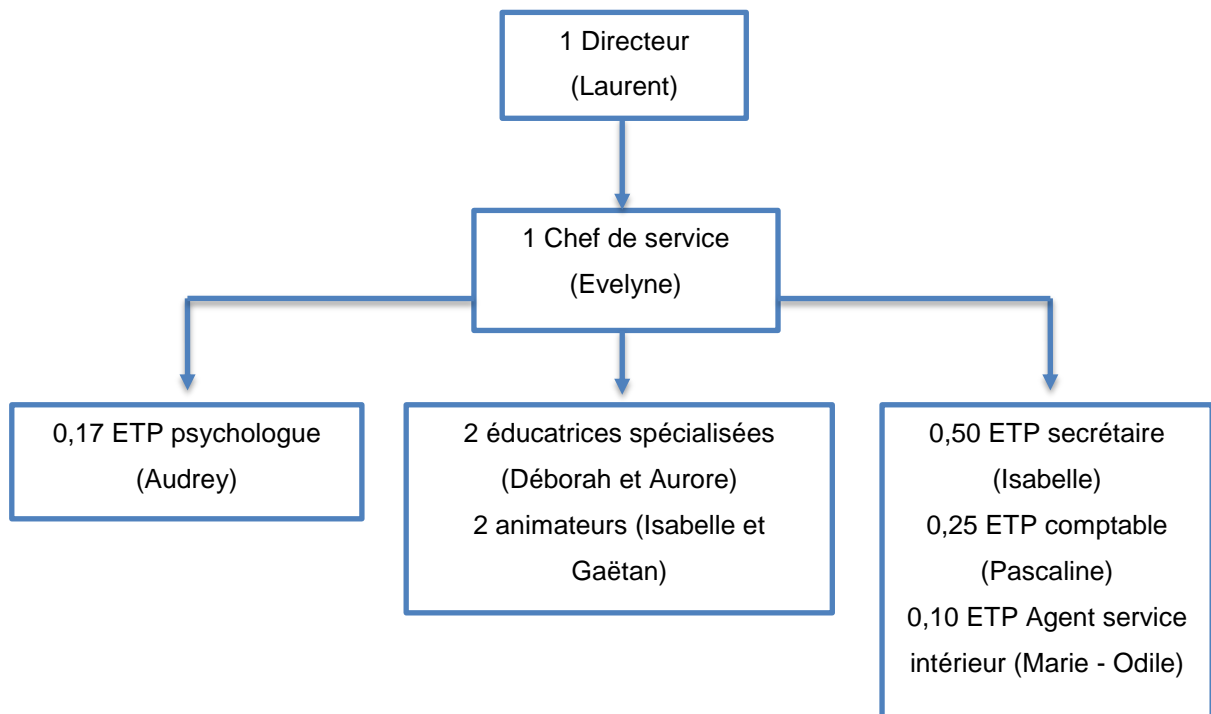 1 Directeur
(Laurent)
1 Chef de service
(Evelyne)
0,17 ETP psychologue
(Audrey)
2 éducatrices spécialisées
(Déborah et Aurore)
2 animateurs (Isabelle et
Gaëtan)
0,50 ETP secrétaire
(Isabelle)
0,25 ETP comptable
(Pascaline)
0,10 ETP Agent service
intérieur (Marie - Odile)